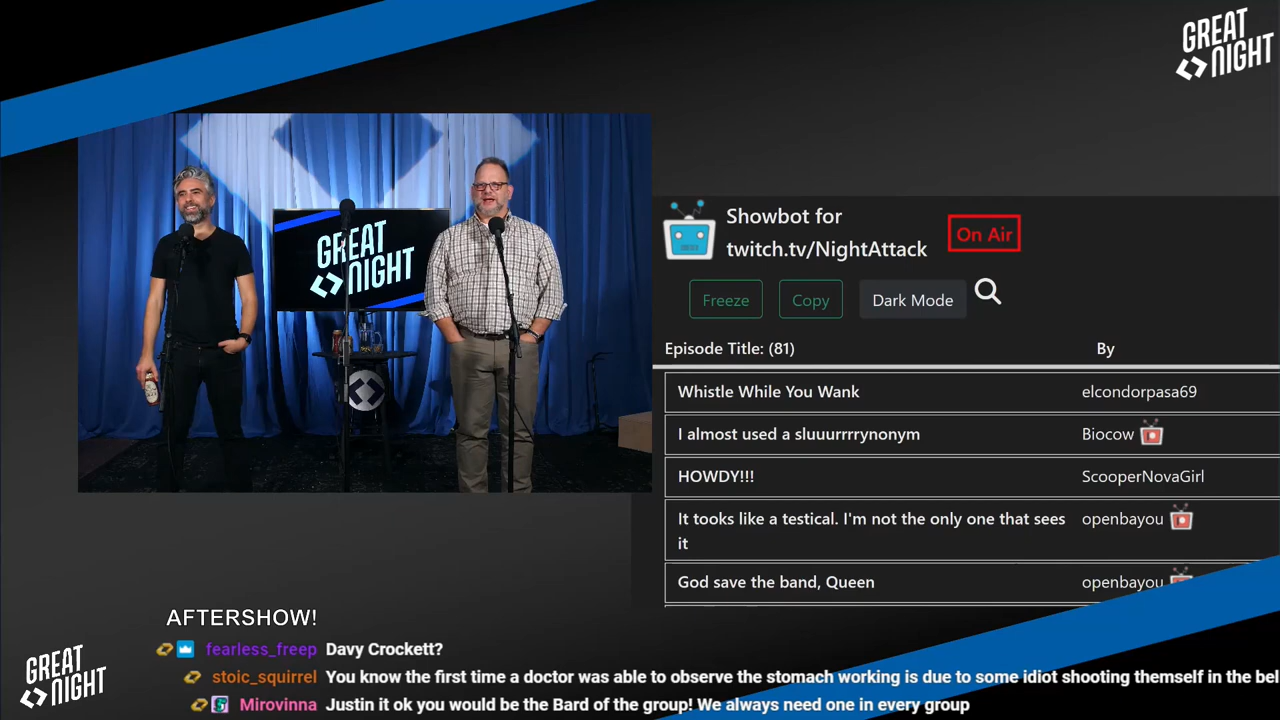 GREAT
NIGHT
GREAT
NIGHT
Showbot for
twitch.tv/NightAttack
On Air
Freeze
Copy
Dark Mode
Episode Title: (81)
By
Whistle While You Wank
elcondorpasa69
I almost used a sluuurrrynonym
Biocow
HOWDY!!!
ScooperNovaGirl
It tooks like a testical. I'm not the only one that sees
it
openbayou
God save the band, Queen
openbayou
AFTERSHOW!
fearless_freep Davy Crockett?
stoic_squirrel You know the first time a doctor was able to observe the stomach working is due to some idiot shooting themself in the bel
Mirovinna Justin it ok you would be the Bard of the group! We always need one in every group
GREAT
NIGHT